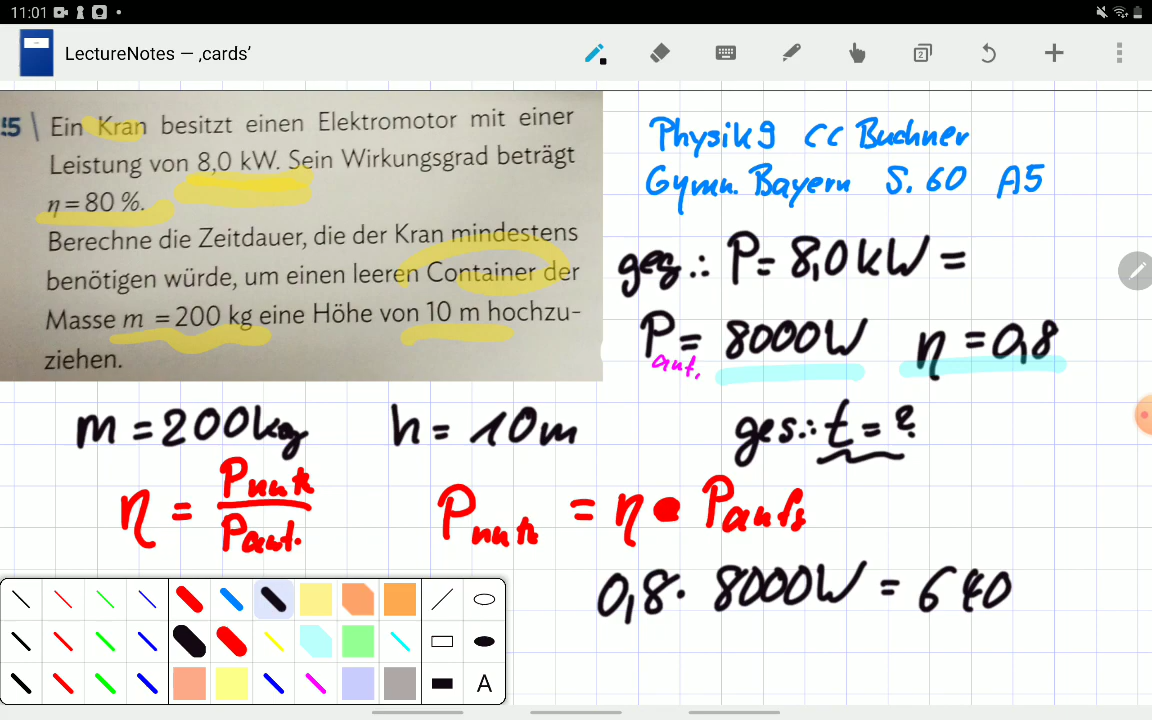 11:01
LectureNotes — ‚cards’
2
5 Ein Kran besitzt einen Elektromotor mit einer
Leistung von 8,0 kW. Sein Wirkungsgrad beträgt
η = 80 %.
Berechne die Zeitdauer, die der Kran mindestens
benötigen würde, um einen leeren Container der
Masse m = 200 kg eine Höhe von 10 m hochzu-
ziehen.
Physik 9 CC Buchner
Gymn. Bayern S. 60 A5
geg.: P = 8,0 kW =
P auf. = 8000W η = 0,8
m = 200kg h = 10m ges.: t = ?
η = Pnutz / Pauf. Pnutz = η • Paufs
0,8 · 8000W = 640
A